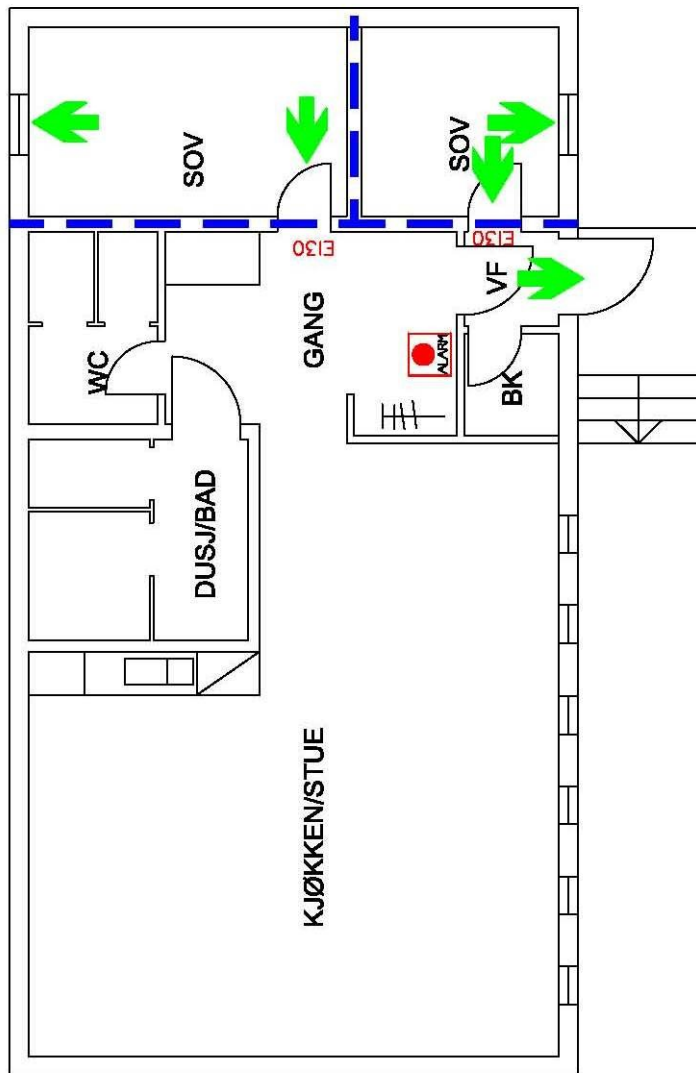 SOV
SOV
EI30
EI30
WC
GANG
VF
ALARM
BK
DUSJ/BAD
KJØKKEN/STUE